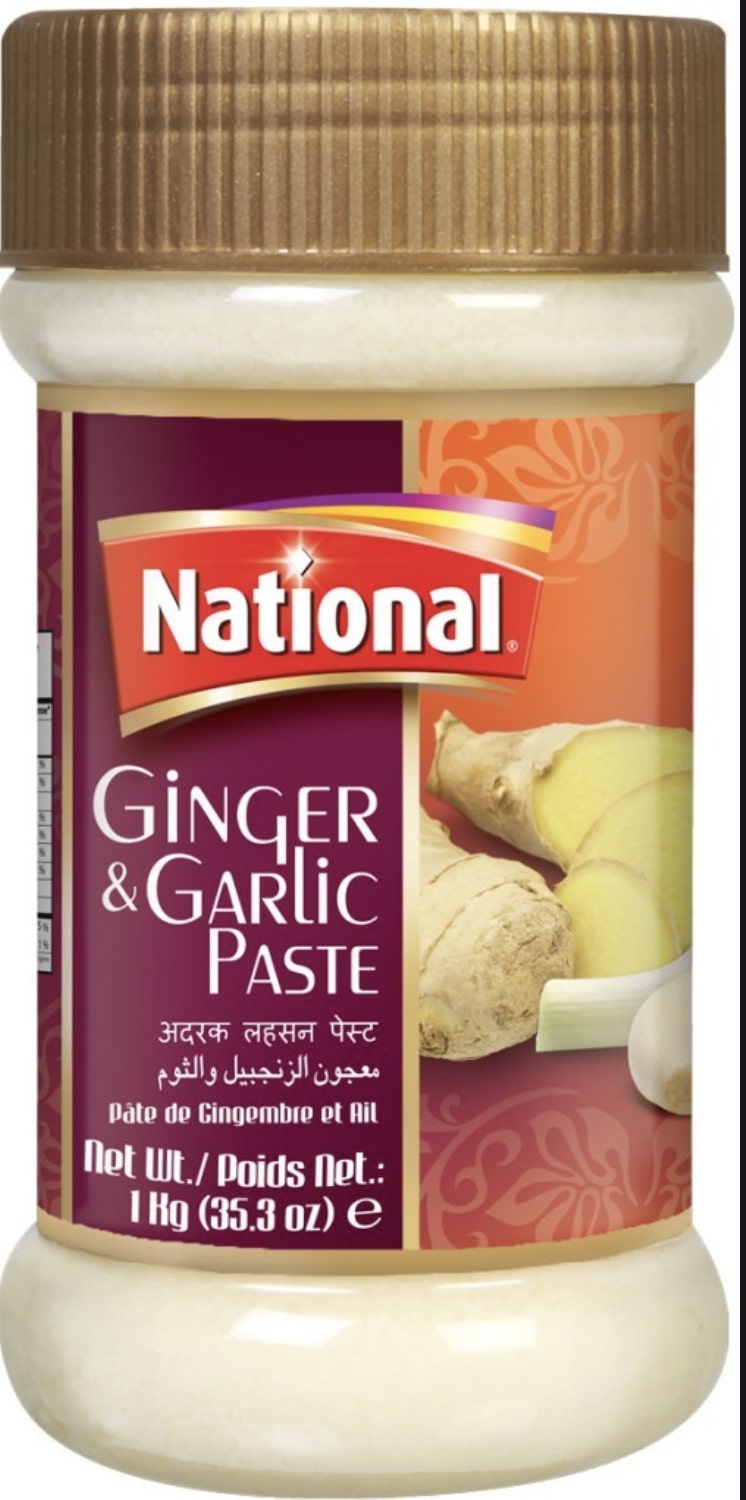 National®
GiNGER
& GARlic
PASTE
अदरक लहसन पेस्ट
معجون الزنجبيل والثوم
Pâte de Gingembre et Ail
Net Wt./ Poids Net.:
1 Kg (35.3 oz) e